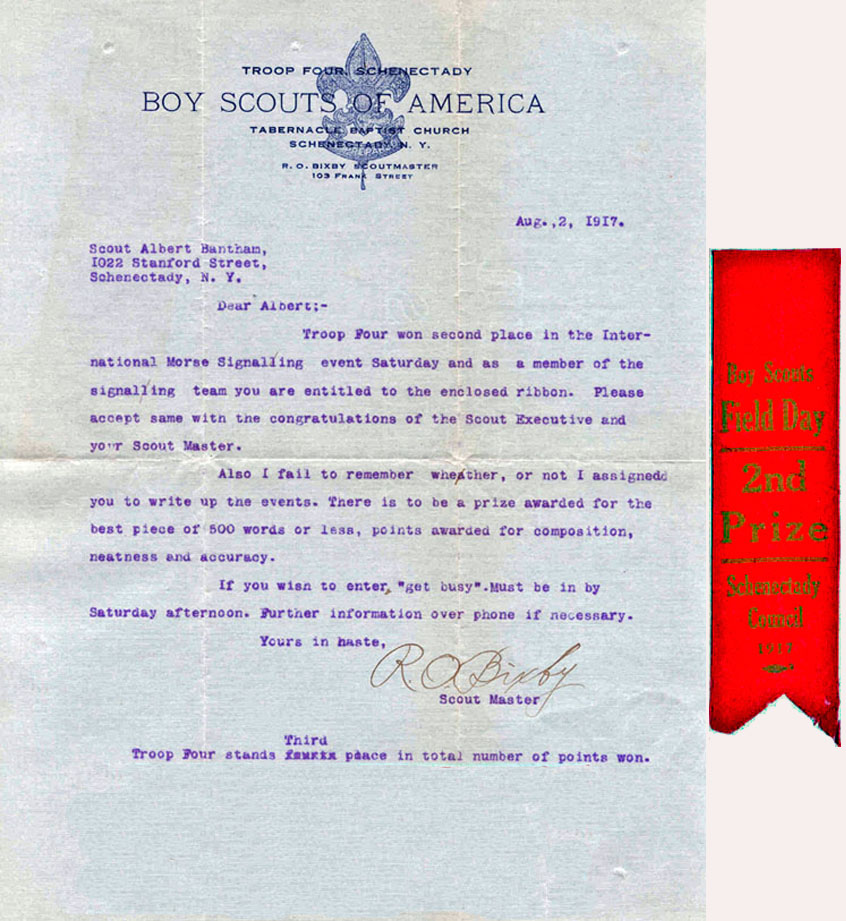 TROOP FOUR, SCHENECTADY
BOY SCOUTS OF AMERICA
TABERNACLE BAPTIST CHURCH
SCHENECTADY, N. Y.
R. O. BIXBY SCOUTMASTER
103 FRANK STREET
Aug.,2, 1917.
Scout Albert Bantham,
1022 Stanford Street,
Schenectady, N. Y.
Dear Albert;-
Troop Four won second place in the Inter-
national Morse Signalling event Saturday and as a member of the
signalling team you are entitled to the enclosed ribbon. Please
accept same with the congratulations of the Scout Executive and
your Scout Master.
Also I fail to remember wheather, or not I assignedd
you to write up the events. There is to be a prize awarded for the
best piece of 500 words or less, points awarded for composition,
neatness and accuracy.
If you wish to enter, "get busy".Must be in by
Saturday afternoon. Further information over phone if necessary.
Yours in haste,
R.O. Bixby
Scout Master
Third
Troop Four stands place in total number of points won.
Boy Scouts
Field Day
2nd
Prize
Schenectady
Council
1917